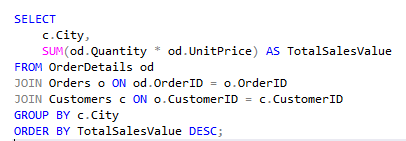 SELECT
    c.City,
    SUM(od.Quantity * od.UnitPrice) AS TotalSalesValue
FROM OrderDetails od
JOIN Orders o ON od.OrderID = o.OrderID
JOIN Customers c ON o.CustomerID = c.CustomerID
GROUP BY c.City
ORDER BY TotalSalesValue DESC;